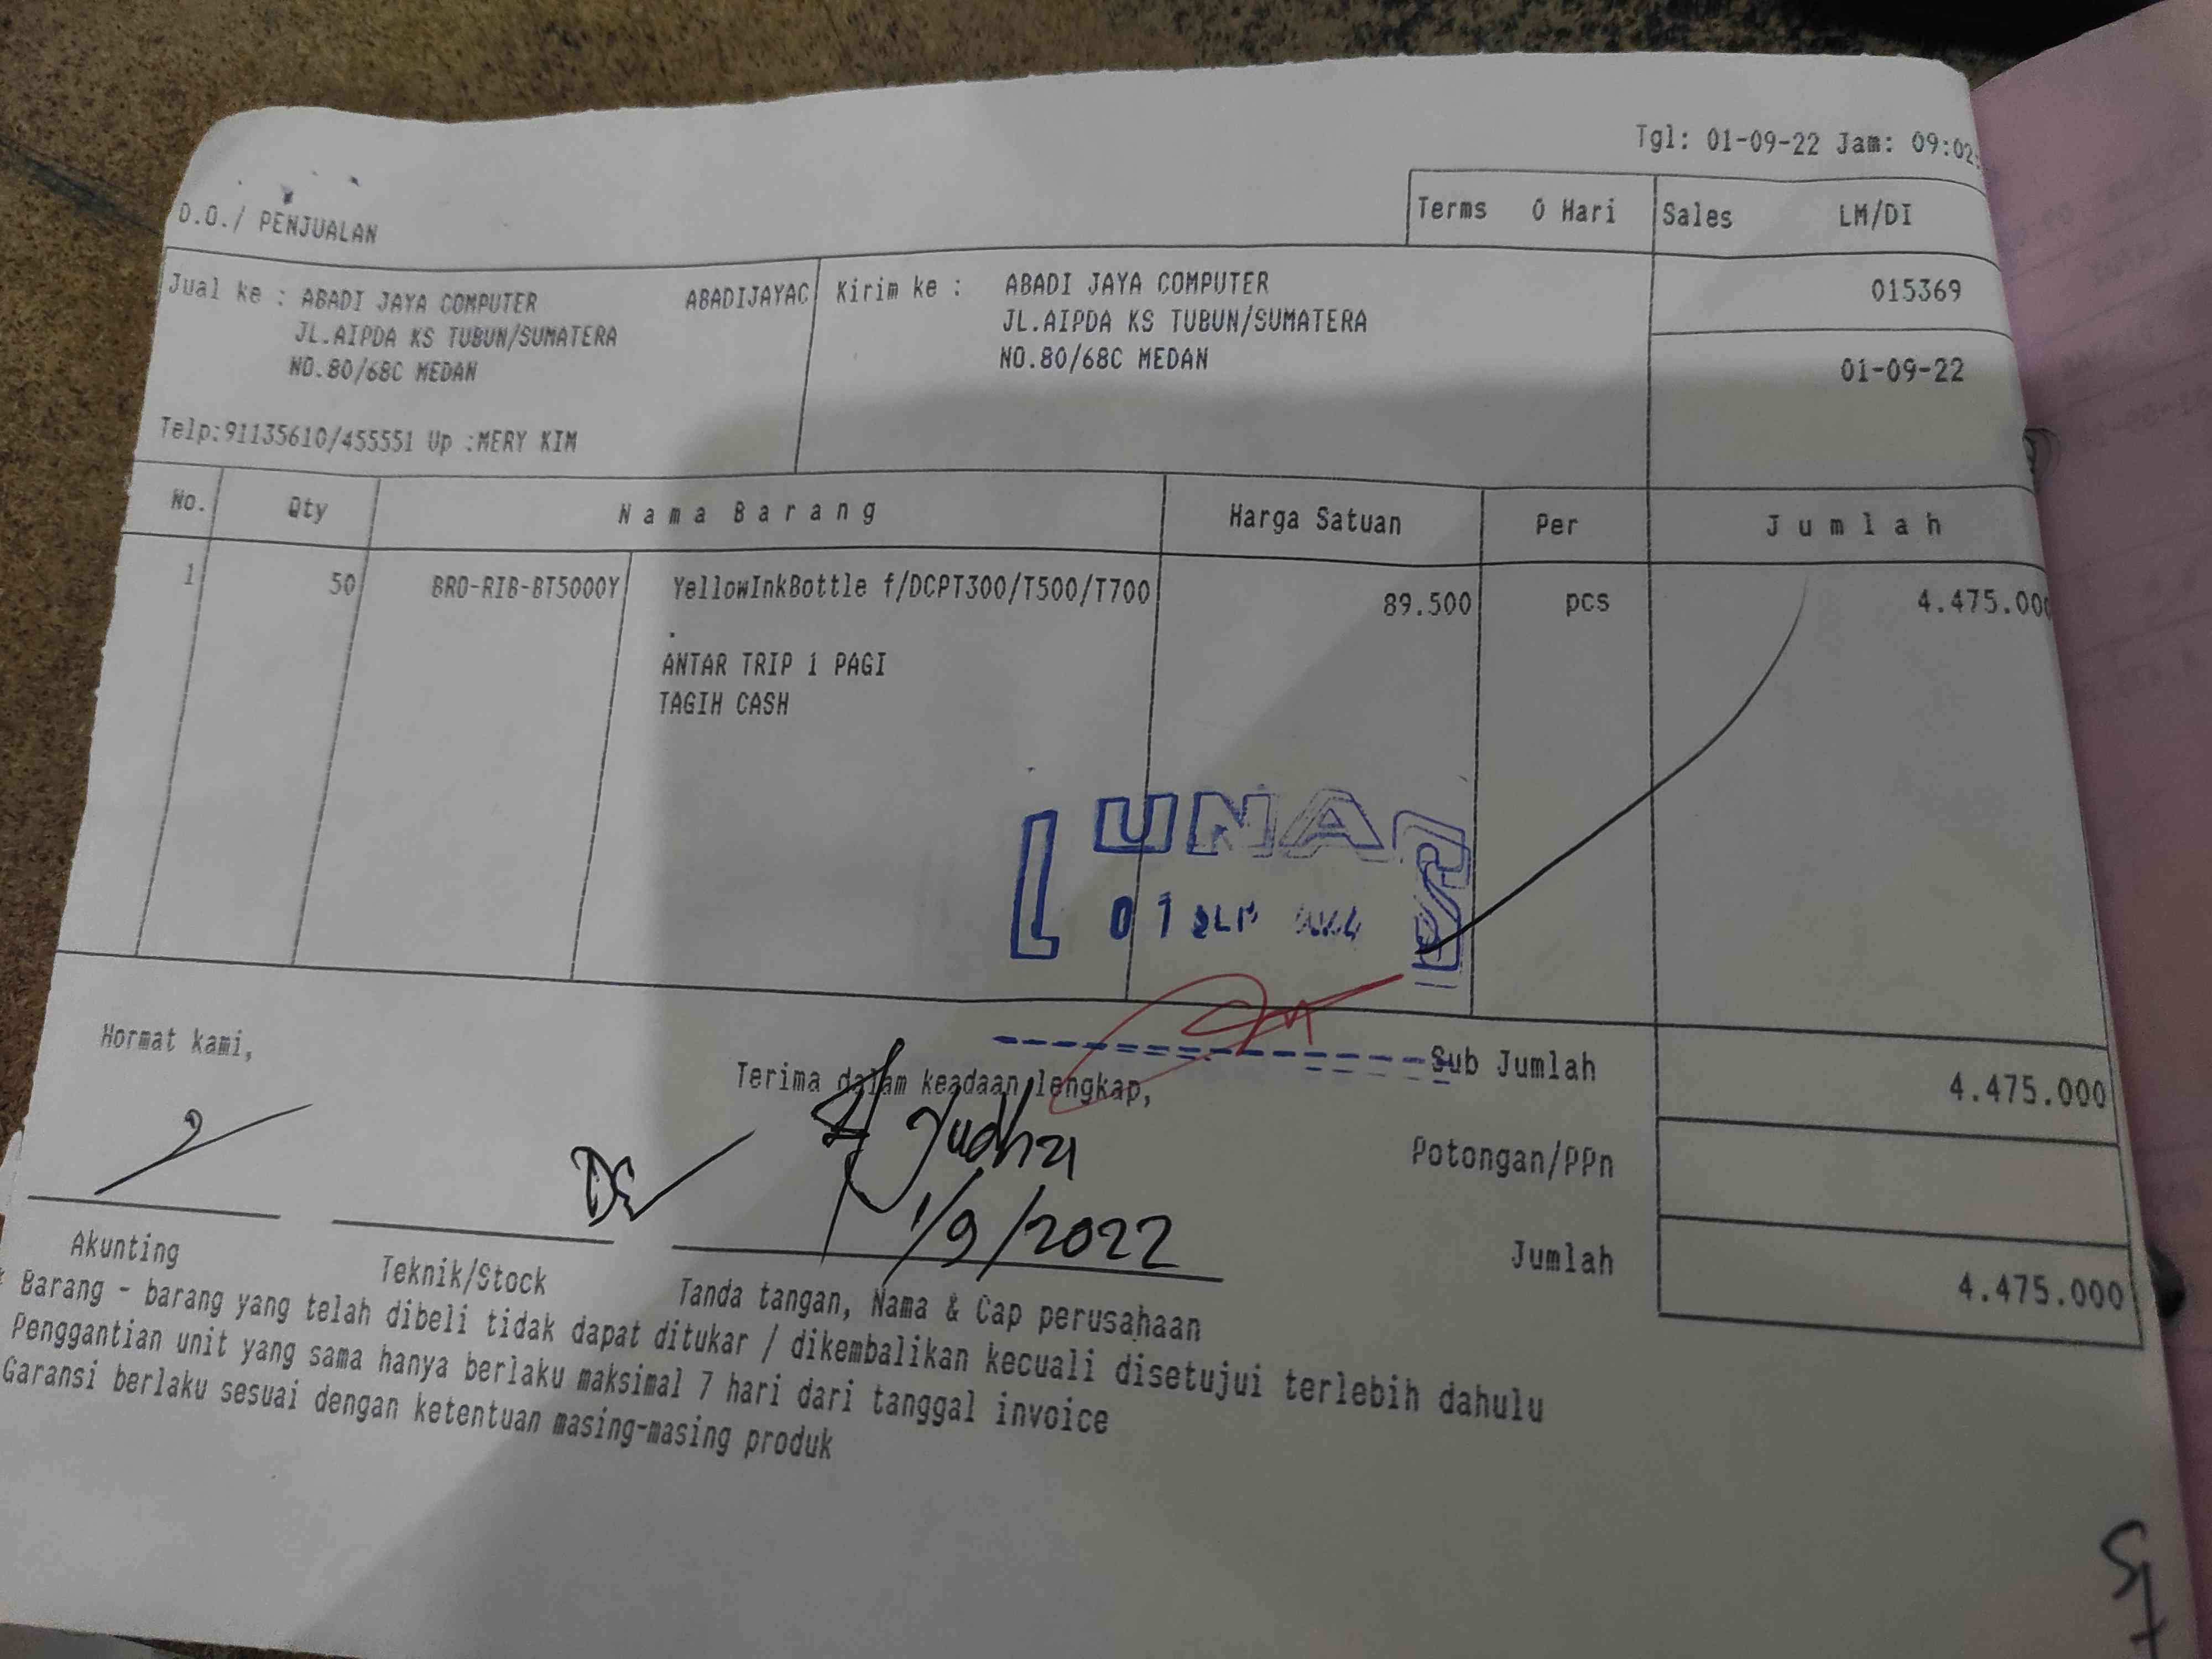 Tgl: 01-09-22 Jam: 09:02
D.O./ PENJUALAN
Terms 0 Hari Sales LM/DI
Jual ke : ABADI JAYA COMPUTER ABADIJAYAC
JL.AIPDA KS TUBUN/SUMATERA
NO.80/68C MEDAN
Telp:91135610/455551 Up :MERY KIM
Kirim ke : ABADI JAYA COMPUTER
JL.AIPDA KS TUBUN/SUMATERA
NO.80/68C MEDAN
015369
01-09-22
No. Qty Nama Barang Harga Satuan Per Jumlah
1 50 BRO-RIB-BT5000Y YellowInkBottle f/DCPT300/T500/T700 89.500 pcs 4.475.000
.
ANTAR TRIP 1 PAGI
TAGIH CASH
LUNAS
01 SEP
Hormat kami,
Terima dalam keadaan lengkap,
Sub Jumlah 4.475.000
Potongan/PPn
Jumlah 4.475.000
Yudha
1/9/2022
Akunting
Teknik/Stock
Tanda tangan, Nama & Cap perusahaan
* Barang - barang yang telah dibeli tidak dapat ditukar / dikembalikan kecuali disetujui terlebih dahulu
Penggantian unit yang sama hanya berlaku maksimal 7 hari dari tanggal invoice
Garansi berlaku sesuai dengan ketentuan masing-masing produk